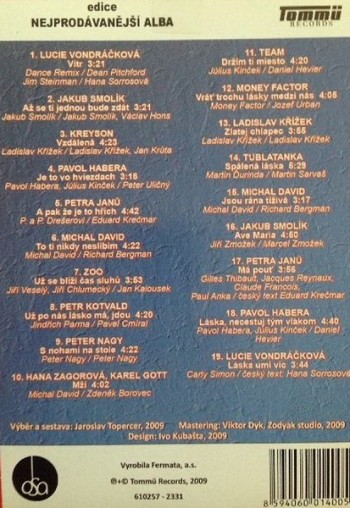 edice
NEJPRODÁVANĚJŠÍ ALBA
Tommü
RECORDS
1. LUCIE VONDRÁČKOVÁ
Vítr 3:21
Dance Remix / Dean Pitchford
Jim Steinman / Hana Sorrosová
2. JAKUB SMOLÍK
Až se ti jednou bude zdát 3:21
Jakub Smolík / Jakub Smolík, Václav Hons
3. KREYSON
Vzdálená 4:23
Ladislav Křížek / Ladislav Křížek, Jan Krůta
4. PAVOL HABERA
Je to vo hviezdach 3:16
Pavol Habera, Július Kinček / Peter Uličný
5. PETRA JANŮ
A pak že je to hřích 4:42
P. a P. Drešerovi / Eduard Krečmar
6. MICHAL DAVID
To ti nikdy neslíbím 4:22
Michal David / Richard Bergman
7. ZOO
Už se blíží čas sluhů 3:53
Jiří Veselý, Jiří Chlumecký / Jan Kalousek
8. PETR KOTVALD
Už po nás lásko má, jdou 4:20
Jindřich Parma / Pavel Cmíral
9. PETER NAGY
S nohami na stole 4:22
Peter Nagy / Peter Nagy
10. HANA ZAGOROVÁ, KAREL GOTT
Mží 4:02
Michal David / Zdeněk Borovec
11. TEAM
Držím ti miesto 4:20
Július Kinček / Daniel Hevier
12. MONEY FACTOR
Vrať trochu lásky mezi nás 4:05
Money Factor / Jozef Urban
13. LADISLAV KŘÍŽEK
Zlatej chlapec 3:55
Ladislav Křížek / Ladislav Křížek
14. TUBLATANKA
Spálená láska 6:29
Martin Ďurinda / Martin Sarvaš
15. MICHAL DAVID
Jsou rána tíživá 3:17
Michal David / Richard Bergman
16. JAKUB SMOLÍK
Ave Maria 5:50
Jiří Zmožek / Marcel Zmožek
17. PETRA JANŮ
Má pouť 3:56
Gilles Thibault, Jacques Reynaux,
Claude Francois,
Paul Anka / český text Eduard Krečmar
18. PAVOL HABERA
Láska, necestuj tým vlakom 4:40
Pavol Habera, Július Kinček / Daniel
Hevier
19. LUCIE VONDRÁČKOVÁ
Láska umí víc 3:44
Carly Simon / český text: Hana Sorrosová
Výběr a sestava: Jaroslav Topercer, 2009
Mastering: Viktor Dyk, Zodyak studio, 2009
Design: Ivo Kubašta, 2009
dsa
Vyrobila Fermata, a.s.
℗+© Tommü Records, 2009
610257 - 2331
8 594060 014005